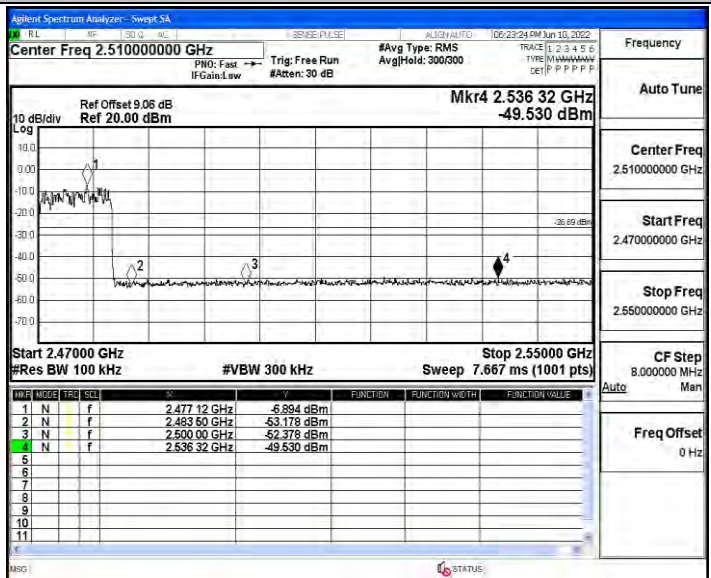 Agilent Spectrum Analyzer - Swept SA
RL RF 50 Ω AC SENSE:PULSE ALIGN AUTO 06:23:24 PM Jun 10, 2022
Center Freq 2.510000000 GHz #Avg Type: RMS TRACE 1 2 3 4 5 6 Frequency
PNO: Fast Trig: Free Run Avg|Hold: 300/300 TYPE M
IFGain:Low #Atten: 30 dB DET P P P P P P
Auto Tune
Mkr4 2.536 32 GHz
Ref Offset 9.06 dB
10 dB/div Ref 20.00 dBm -49.530 dBm
Log
10.0
0.00
-10.0
-20.0
-30.0
-40.0
-50.0
-60.0
-70.0
1
2
3
4
-26.89 dBm
Center Freq
2.510000000 GHz
Start Freq
2.470000000 GHz
Stop Freq
2.550000000 GHz
Start 2.47000 GHz Stop 2.55000 GHz
#Res BW 100 kHz #VBW 300 kHz Sweep 7.667 ms (1001 pts)
CF Step
8.000000 MHz
Auto Man
MKR MODE TRC SCL X Y FUNCTION FUNCTION WIDTH FUNCTION VALUE
1 N f 2.477 12 GHz -6.894 dBm
2 N f 2.483 50 GHz -53.178 dBm
3 N f 2.500 00 GHz -52.378 dBm
4 N f 2.536 32 GHz -49.530 dBm
5
6
7
8
9
10
11
Freq Offset
0 Hz
MSG STATUS